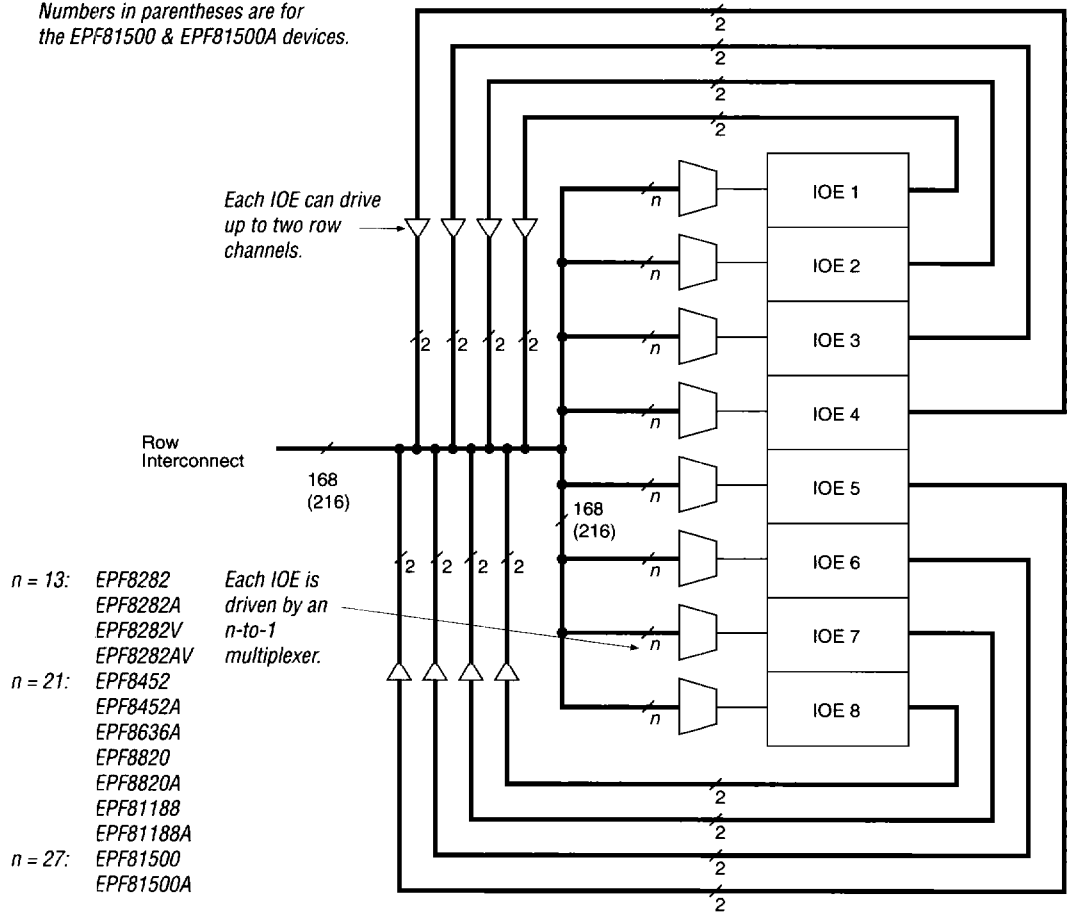 Numbers in parentheses are for
the EPF81500 & EPF81500A devices.
2
2
2
2
Each IOE can drive
up to two row
channels.
n
IOE 1
n
IOE 2
2 2 2 2
n
IOE 3
n
IOE 4
Row
Interconnect
168
(216)
n
IOE 5
168
(216)
2 2 2 2
n
IOE 6
n
IOE 7
n
IOE 8
Each IOE is
driven by an
n-to-1
multiplexer.
n = 13: EPF8282
EPF8282A
EPF8282V
EPF8282AV
n = 21: EPF8452
EPF8452A
EPF8636A
EPF8820
EPF8820A
EPF81188
EPF81188A
n = 27: EPF81500
EPF81500A
2
2
2
2